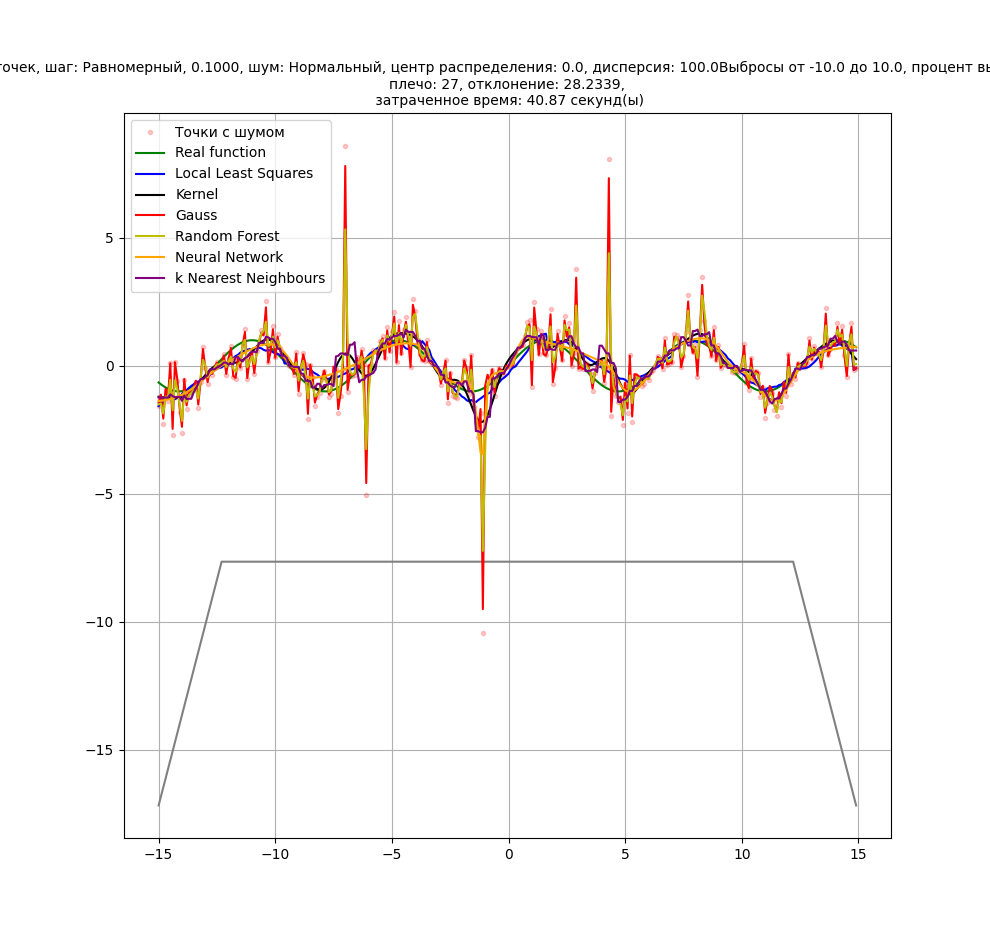 точек, шаг: Равномерный, 0.1000, шум: Нормальный, центр распределения: 0.0, дисперсия: 100.0Выбросы от -10.0 до 10.0, процент
плечо: 27, отклонение: 28.2339,
затраченное время: 40.87 секунд(ы)
Точки с шумом
Real function
Local Least Squares
Kernel
Gauss
Random Forest
Neural Network
k Nearest Neighbours
5
0
−5
−10
−15
−15 −10 −5 0 5 10 15